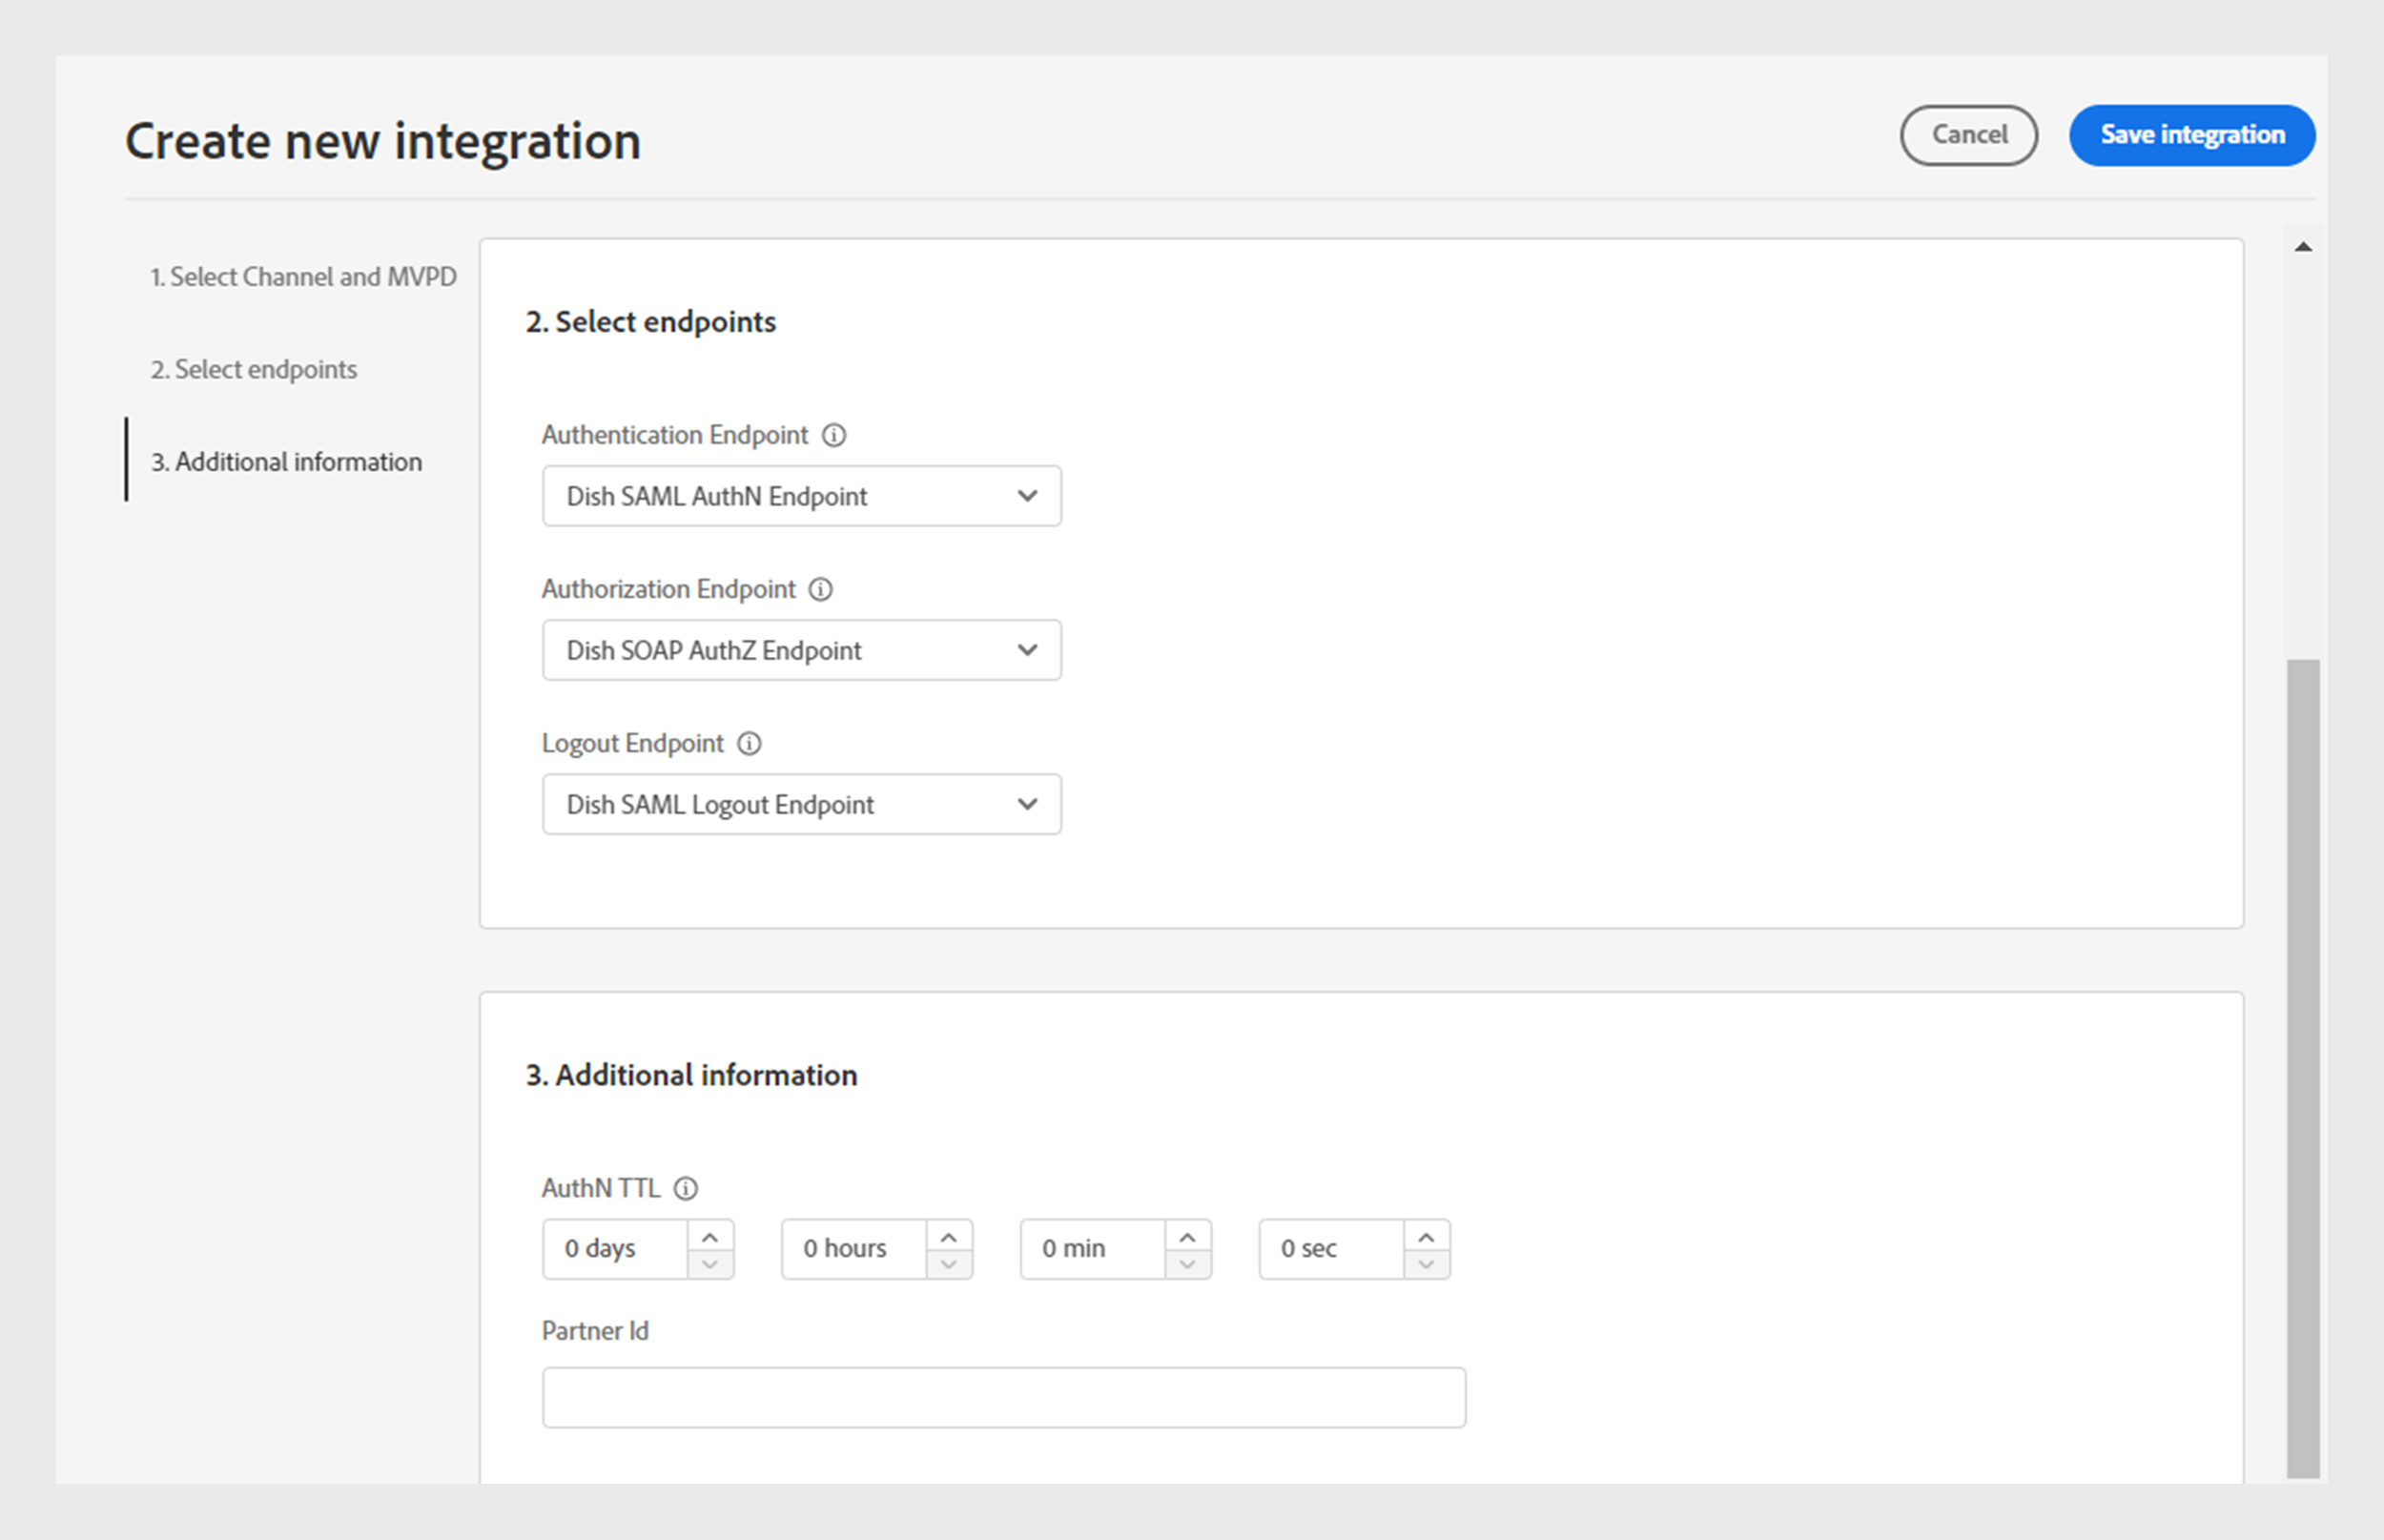 Create new integration
Cancel
Save integration
1. Select Channel and MVPD
2. Select endpoints
3. Additional information
2. Select endpoints
Authentication Endpoint
Dish SAML AuthN Endpoint
Authorization Endpoint
Dish SOAP AuthZ Endpoint
Logout Endpoint
Dish SAML Logout Endpoint
3. Additional information
AuthN TTL
0 days 0 hours 0 min 0 sec
Partner Id